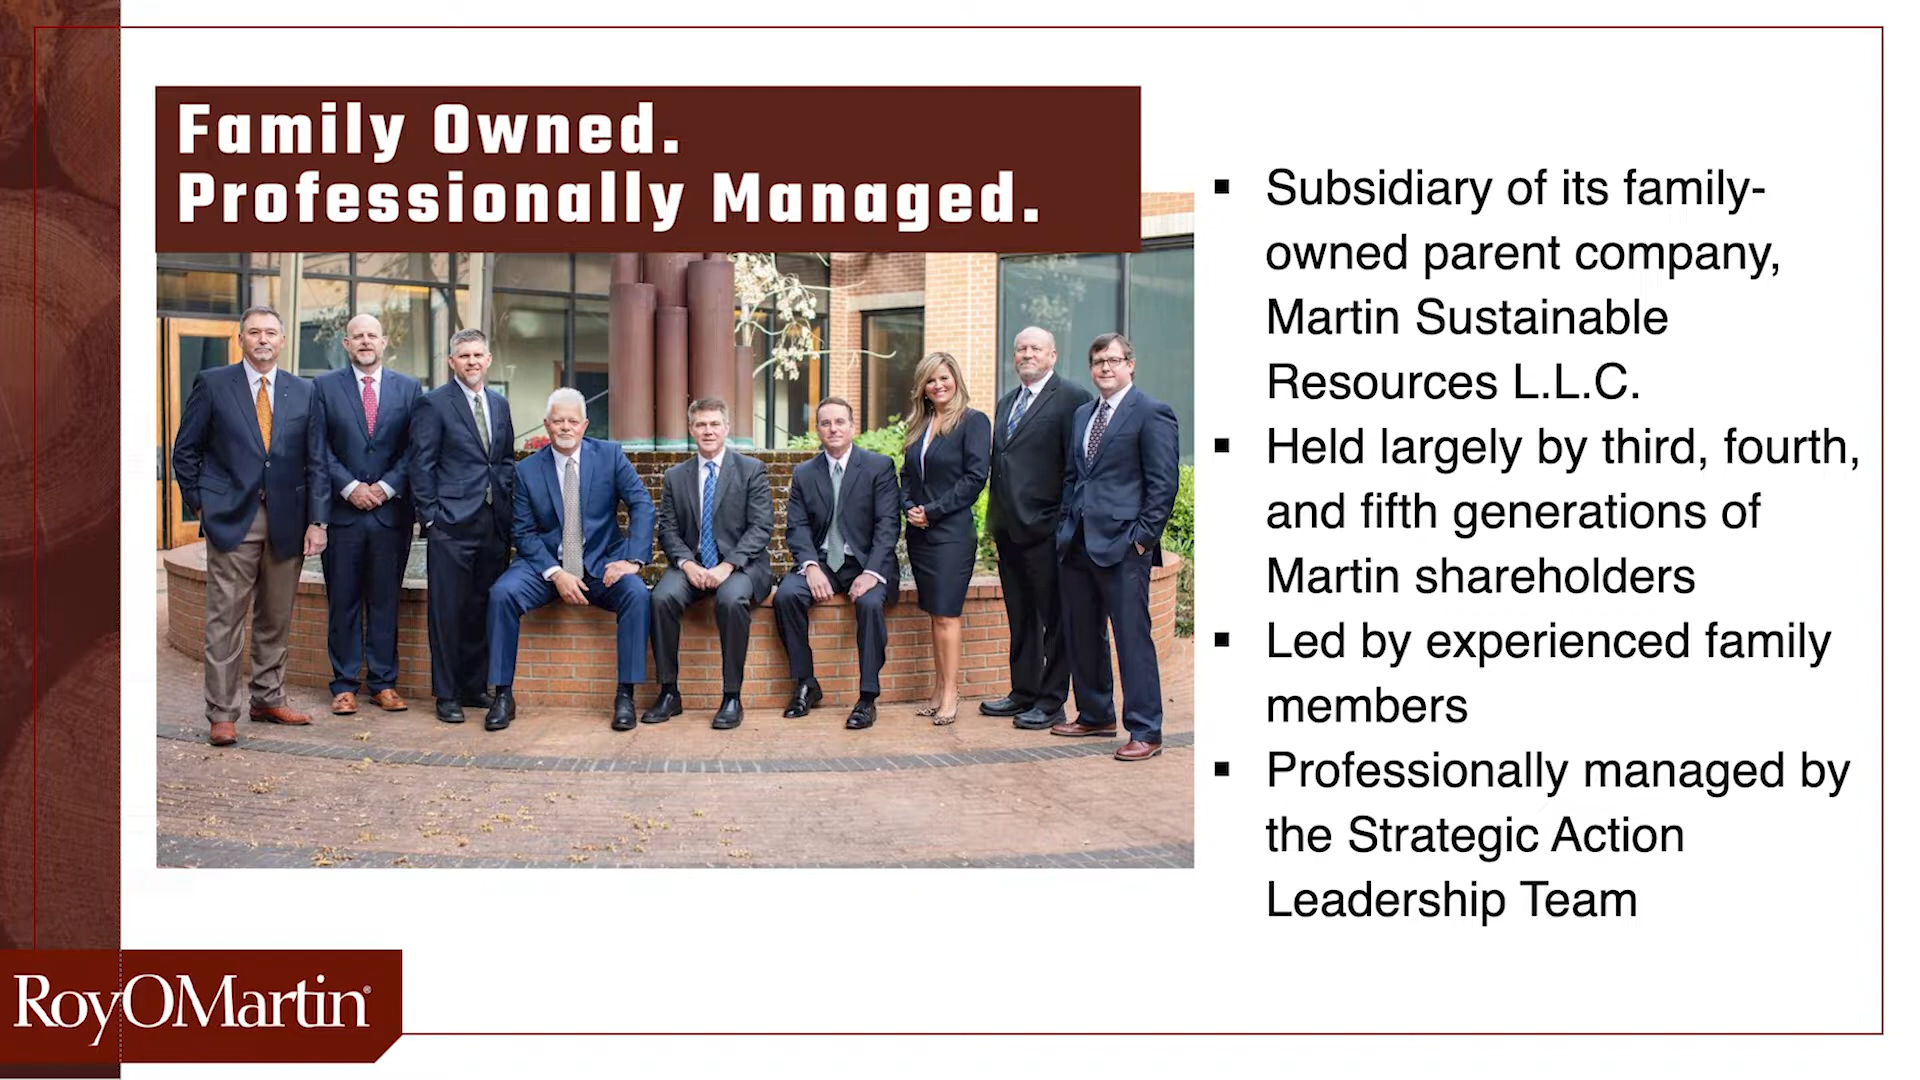 Family Owned.
Professionally Managed.
▪ Subsidiary of its family-
owned parent company,
Martin Sustainable
Resources L.L.C.
▪ Held largely by third, fourth,
and fifth generations of
Martin shareholders
▪ Led by experienced family
members
▪ Professionally managed by
the Strategic Action
Leadership Team
RoyOMartin®